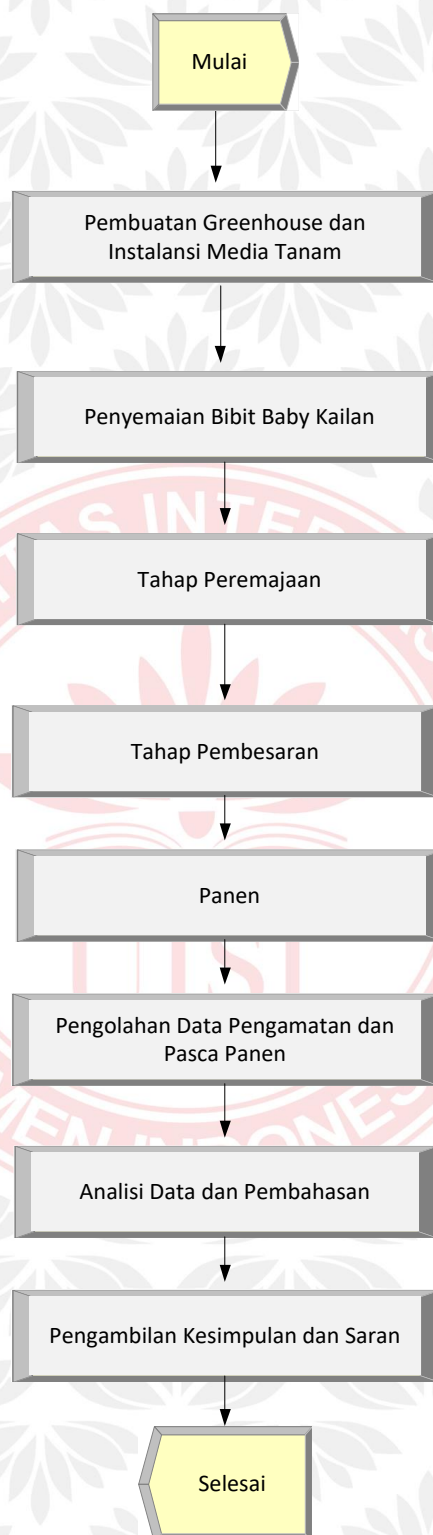 Mulai
Pembuatan Greenhouse dan
Instalansi Media Tanam
Penyemaian Bibit Baby Kailan
Tahap Peremajaan
Tahap Pembesaran
Panen
Pengolahan Data Pengamatan dan
Pasca Panen
Analisi Data dan Pembahasan
Pengambilan Kesimpulan dan Saran
Selesai